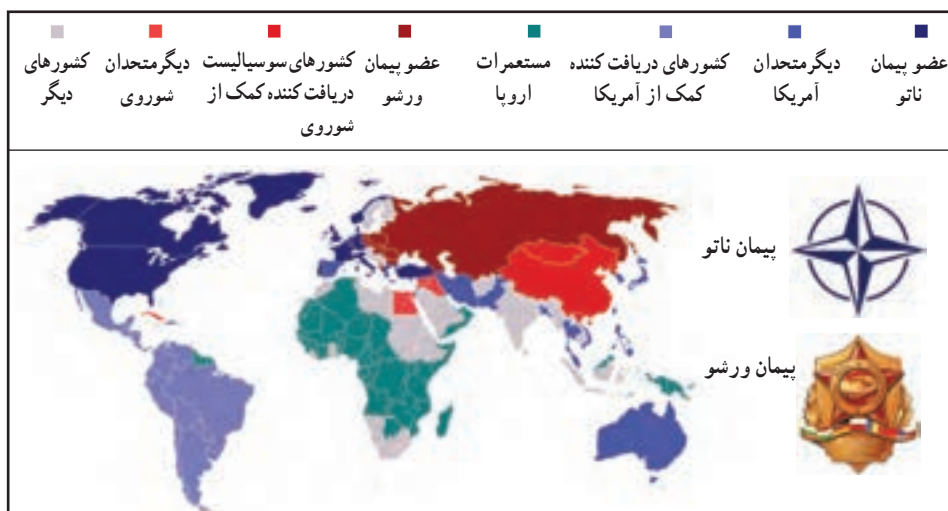 عضو پیمان ناتو
دیگرمتحدان آمریکا
کشورهای دریافت کننده کمک از آمریکا
مستعمرات اروپا
عضو پیمان ورشو
کشورهای سوسیالیست دریافت کننده کمک از شوروی
دیگرمتحدان شوروی
کشورهای دیگر
پیمان ناتو
پیمان ورشو